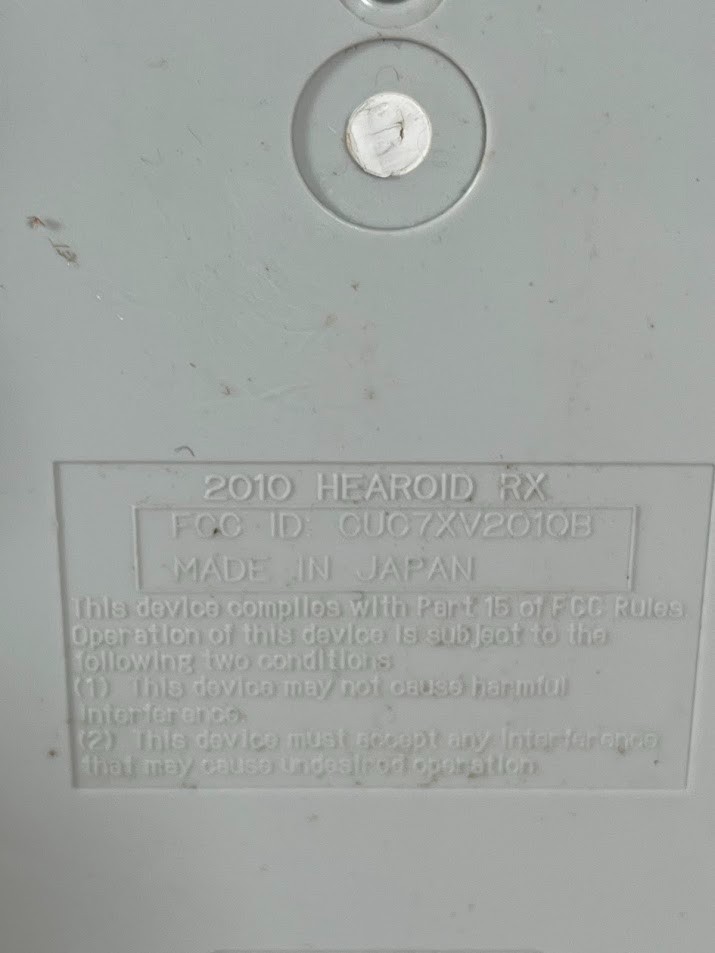 2010 HEAROID RX
FCC ID: CUC7XV2010B
MADE IN JAPAN
This device complies with Part 15 of FCC Rules
Operation of this device is subject to the
following two conditions
(1) This device may not cause harmful
interference.
(2) This device must accept any interference
that may cause undesired operation